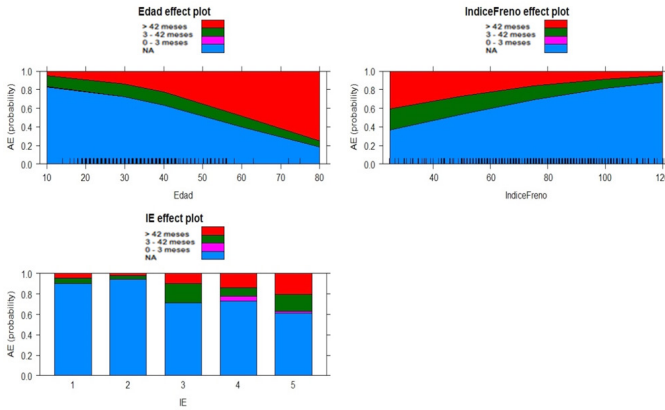 Edad effect plot
> 42 meses
3 - 42 meses
0 - 3 meses
NA
AE (probability)
1.0
0.8
0.6
0.4
0.2
0.0
10 20 30 40 50 60 70 80
Edad
IndiceFreno effect plot
> 42 meses
3 - 42 meses
0 - 3 meses
NA
AE (probability)
1.0
0.8
0.6
0.4
0.2
0.0
40 60 80 100 120
IndiceFreno
IE effect plot
> 42 meses
3 - 42 meses
0 - 3 meses
NA
AE (probability)
1.0
0.8
0.6
0.4
0.2
0.0
1 2 3 4 5
IE